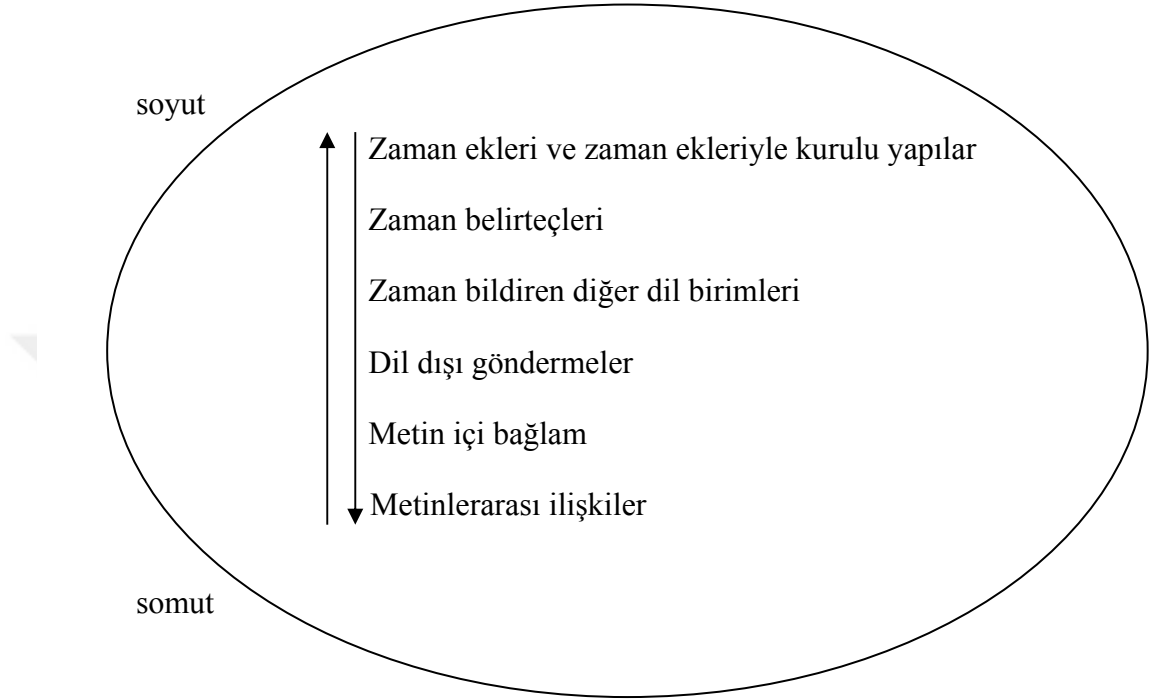 soyut
Zaman ekleri ve zaman ekleriyle kurulu yapılar
Zaman belirteçleri
Zaman bildiren diğer dil birimleri
Dil dışı göndermeler
Metin içi bağlam
Metinlerarası ilişkiler
somut